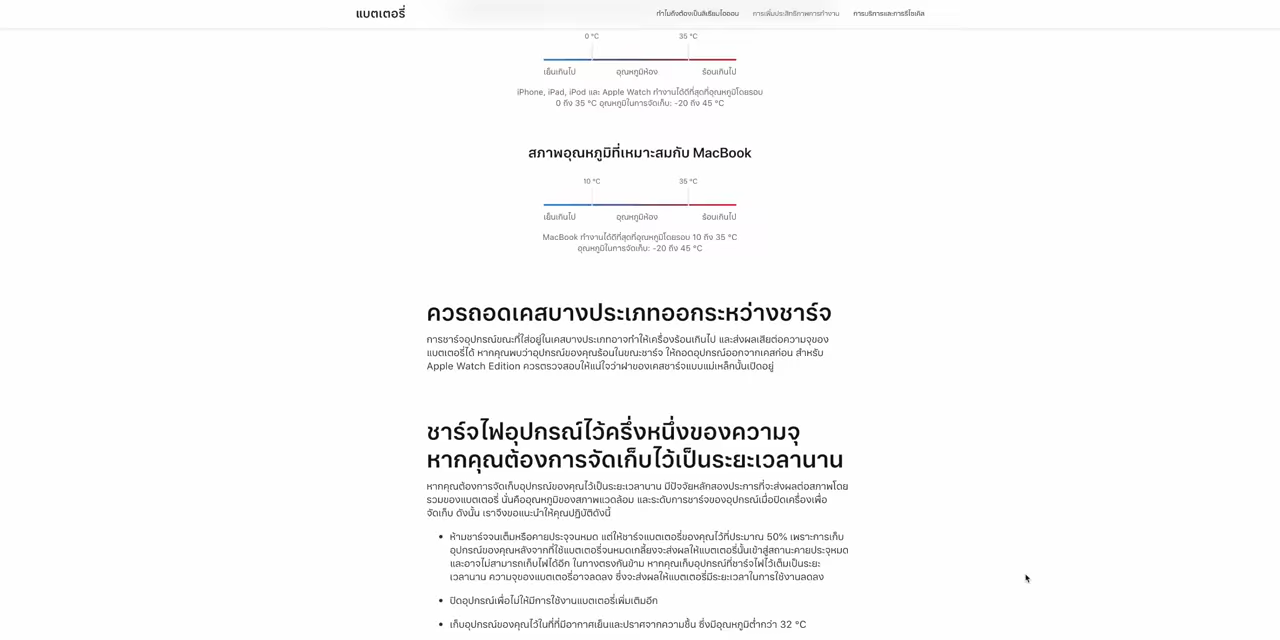 แบตเตอรี่
ทำไมถึงต้องเป็นลิเธียมไอออน การเพิ่มประสิทธิภาพการทำงาน การบริการและการรีไซเคิล
0 °C 35 °C
เย็นเกินไป อุณหภูมิห้อง ร้อนเกินไป
iPhone, iPad, iPod และ Apple Watch ทำงานได้ดีที่สุดที่อุณหภูมิโดยรอบ
0 ถึง 35 °C อุณหภูมิในการจัดเก็บ: -20 ถึง 45 °C
สภาพอุณหภูมิที่เหมาะสมกับ MacBook
10 °C 35 °C
เย็นเกินไป อุณหภูมิห้อง ร้อนเกินไป
MacBook ทำงานได้ดีที่สุดที่อุณหภูมิโดยรอบ 10 ถึง 35 °C
อุณหภูมิในการจัดเก็บ: -20 ถึง 45 °C
ควรถอดเคสบางประเภทออกระหว่างชาร์จ
การชาร์จอุปกรณ์ขณะที่ใส่อยู่ในเคสบางประเภทอาจทำให้เครื่องร้อนเกินไป และส่งผลเสียต่อความจุของ
แบตเตอรี่ได้ หากคุณพบว่าอุปกรณ์ของคุณร้อนในขณะชาร์จ ให้ถอดอุปกรณ์ออกจากเคสก่อน สำหรับ
Apple Watch Edition ควรตรวจสอบให้แน่ใจว่าฝาของเคสชาร์จแบบแม่เหล็กนั้นเปิดอยู่
ชาร์จไฟอุปกรณ์ไว้ครึ่งหนึ่งของความจุ
หากคุณต้องการจัดเก็บไว้เป็นระยะเวลานาน
หากคุณต้องการจัดเก็บอุปกรณ์ของคุณไว้เป็นระยะเวลานาน มีปัจจัยหลักสองประการที่จะส่งผลต่อสภาพโดย
รวมของแบตเตอรี่ นั่นคืออุณหภูมิของสภาพแวดล้อม และระดับการชาร์จของอุปกรณ์เมื่อปิดเครื่องเพื่อ
จัดเก็บ ดังนั้น เราจึงขอแนะนำให้คุณปฏิบัติดังนี้
• ห้ามชาร์จจนเต็มหรือคายประจุจนหมด แต่ให้ชาร์จแบตเตอรี่ของคุณไว้ที่ประมาณ 50% เพราะการเก็บ
อุปกรณ์ของคุณหลังจากที่ใช้แบตเตอรี่จนหมดเกลี้ยงจะส่งผลให้แบตเตอรี่นั้นเข้าสู่สถานะคายประจุหมด
และอาจไม่สามารถเก็บไฟได้อีก ในทางตรงกันข้าม หากคุณเก็บอุปกรณ์ที่ชาร์จไฟไว้เต็มเป็นระยะ
เวลานาน ความจุของแบตเตอรี่อาจลดลง ซึ่งจะส่งผลให้แบตเตอรี่มีระยะเวลาในการใช้งานลดลง
• ปิดอุปกรณ์เพื่อไม่ให้มีการใช้งานแบตเตอรี่เพิ่มเติมอีก
• เก็บอุปกรณ์ของคุณไว้ในที่ที่มีอากาศเย็นและปราศจากความชื้น ซึ่งมีอุณหภูมิต่ำกว่า 32 °C